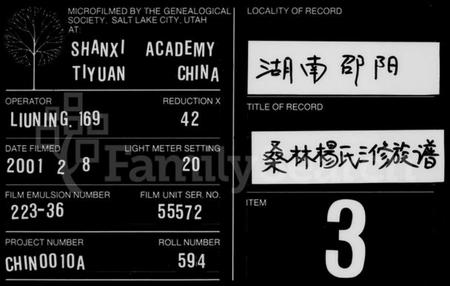 MICROFILMED BY THE GENEALOGICAL
SOCIETY. SALT LAKE CITY, UTAH
AT:
SHANXI ACADEMY
TIYUAN CHINA
OPERATOR REDUCTION X
LIUNING, 169 42
DATE FILMED LIGHT METER SETTING
2001 2 8 20
FILM EMULSION NUMBER FILM UNIT SER. NO.
223-36 55572
PROJECT NUMBER ROLL NUMBER
CHIN0010A 594
LOCALITY OF RECORD
湖南邵阳
TITLE OF RECORD
桑林杨氏三修族谱
ITEM
3
FamilySearch